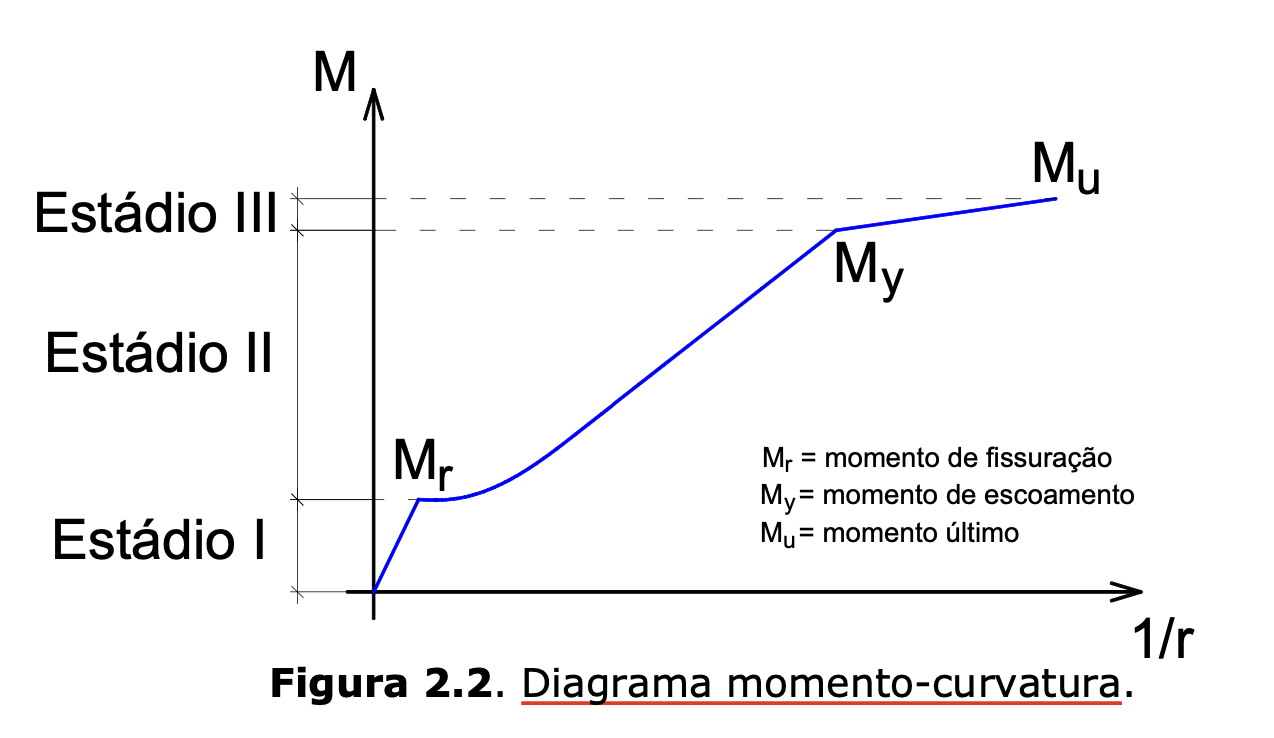 M
M_u
Estádio III
M_y
Estádio II
M_r
M_r = momento de fissuração
M_y= momento de escoamento
M_u= momento último
Estádio I
1/r
Figura 2.2. Diagrama momento-curvatura.